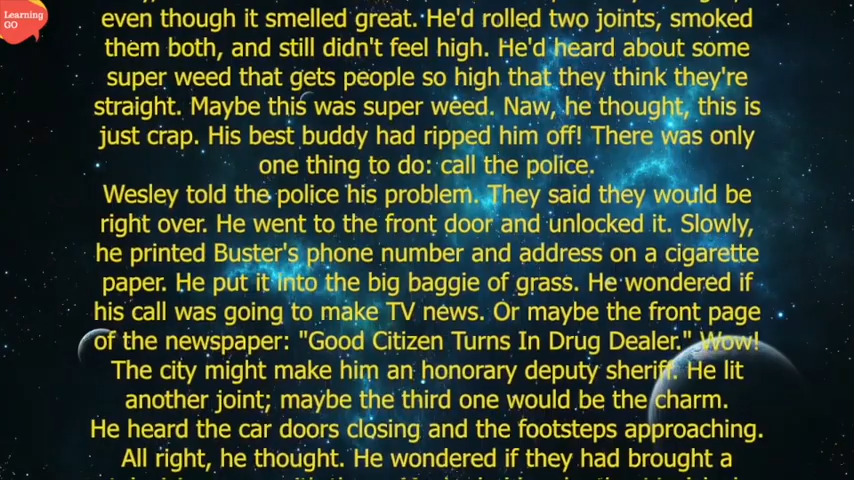 Learning
GO
even though it smelled great. He'd rolled two joints, smoked
them both, and still didn't feel high. He'd heard about some
super weed that gets people so high that they think they're
straight. Maybe this was super weed. Naw, he thought, this is
just crap. His best buddy had ripped him off! There was only
one thing to do: call the police.
Wesley told the police his problem. They said they would be
right over. He went to the front door and unlocked it. Slowly,
he printed Buster's phone number and address on a cigarette
paper. He put it into the big baggie of grass. He wondered if
his call was going to make TV news. Or maybe the front page
of the newspaper: "Good Citizen Turns In Drug Dealer." Wow!
The city might make him an honorary deputy sheriff. He lit
another joint; maybe the third one would be the charm.
He heard the car doors closing and the footsteps approaching.
All right, he thought. He wondered if they had brought a